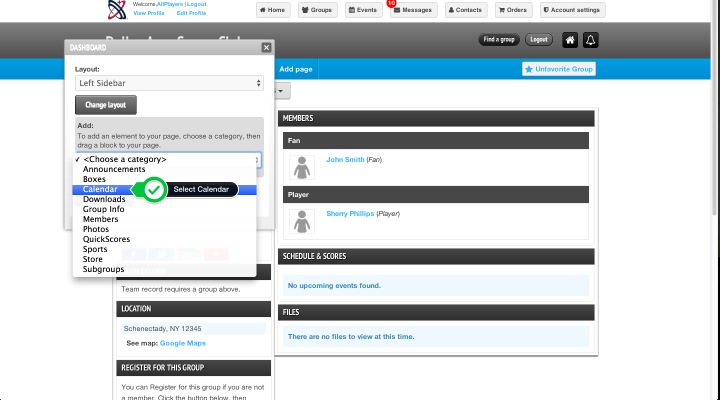 Welcome,AllPlayers | Logout
View Profile Edit Profile
Home
Groups
Events
10
Messages
Contacts
Orders
Account settings
Find a group
Logout
DASHBOARD
Add page
Unfavorite Group
Layout:
Left Sidebar
Change layout
Add:
To add an element to your page, choose a category, then
drag a block to your page.
✓ <Choose a category>
Announcements
Boxes
Calendar
Select Calendar
Downloads
Group Info
Members
Photos
QuickScores
Sports
Store
Subgroups
Team record requires a group above.
LOCATION
Schenectady, NY 12345
See map: Google Maps
REGISTER FOR THIS GROUP
You can Register for this group if you are not
a member. Click the button below, then
MEMBERS
Fan
John Smith (Fan)
Player
Sherry Phillips (Player)
SCHEDULE & SCORES
No upcoming events found.
FILES
There are no files to view at this time.